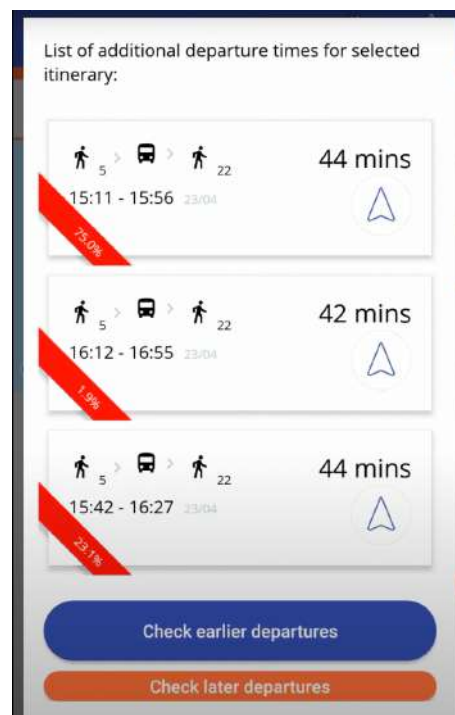 List of additional departure times for selected
itinerary:
5 > > 22 44 mins
15:11 - 15:56 23/04
75.0%
5 > > 22 42 mins
16:12 - 16:55 23/04
1.9%
5 > > 22 44 mins
15:42 - 16:27 23/04
23.1%
Check earlier departures
Check later departures